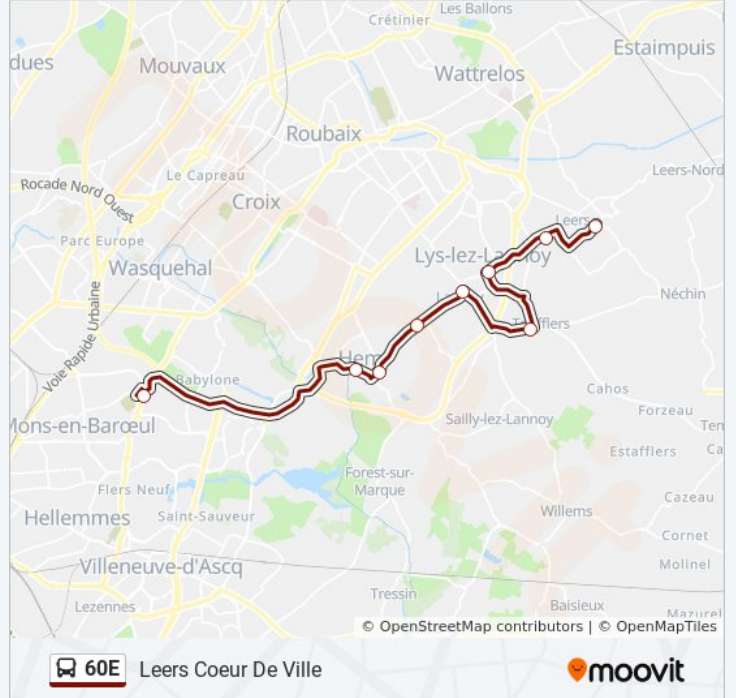 Les Ballons
Crétinier
dues
Mouvaux
Estaimpuis
Wattrelos
Roubaix
Leers-Nord
Le Capreau
Rocade Nord Ouest
Croix
Leers
Parc Europe
Lys-lez-Lannoy
Wasquehal
Néchin
Voie Rapide Urbaine
Toufflers
Hem
Babylone
Cahos
Forzeau
Mons-en-Barœul
Sailly-lez-Lannoy
Estafflers
Ca
Forest-sur-
Marque
Flers Neuf
Cazeau
Hellemmes
Saint-Sauveur
Willems
Cornet
Villeneuve-d'Ascq
Molinel
Tressin
Lezennes
Baisieux
Mazurel
© OpenStreetMap contributors | © OpenMapTiles
60E Leers Coeur De Ville
moovit